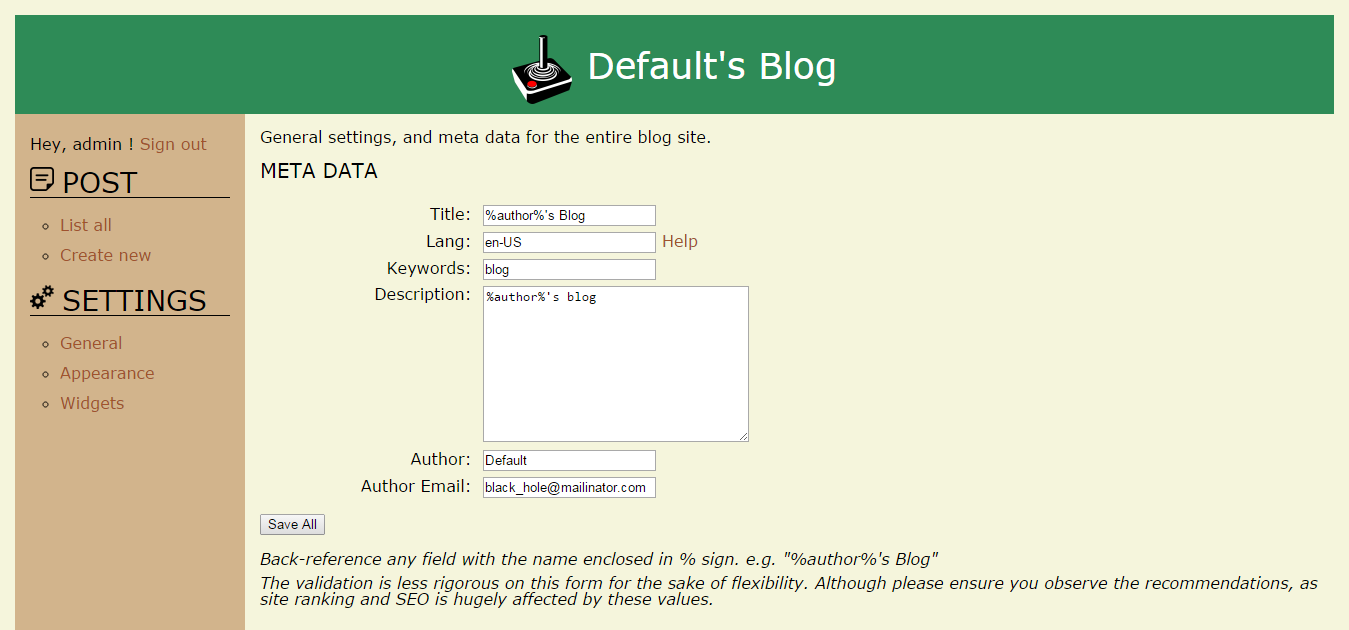 Default's Blog
Hey, admin ! Sign out
POST
List all
Create new
SETTINGS
General
Appearance
Widgets
General settings, and meta data for the entire blog site.
META DATA
Title: %author%'s Blog
Lang: en-US Help
Keywords: blog
Description: %author%'s blog
Author: Default
Author Email: black_hole@mailinator.com
Save All
Back-reference any field with the name enclosed in % sign. e.g. "%author%'s Blog"
The validation is less rigorous on this form for the sake of flexibility. Although please ensure you observe the recommendations, as
site ranking and SEO is hugely affected by these values.